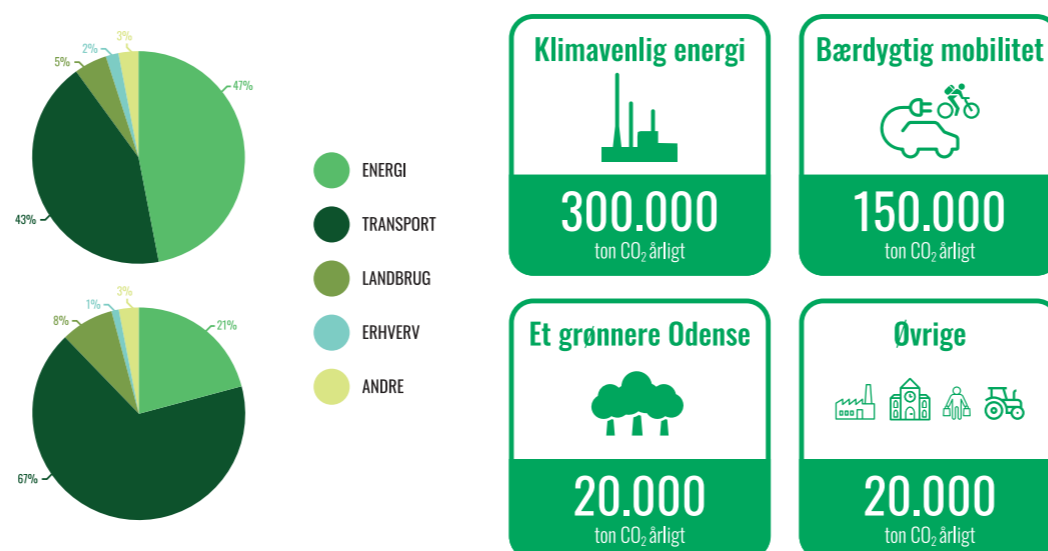 3%
2%
5%
47%
43%
3%
1%
8%
21%
67%
ENERGI
TRANSPORT
LANDBRUG
ERHVERV
ANDRE
Klimavenlig energi
300.000
ton CO₂ årligt
Bærdygtig mobilitet
150.000
ton CO₂ årligt
Et grønnere Odense
20.000
ton CO₂ årligt
Øvrige
20.000
ton CO₂ årligt